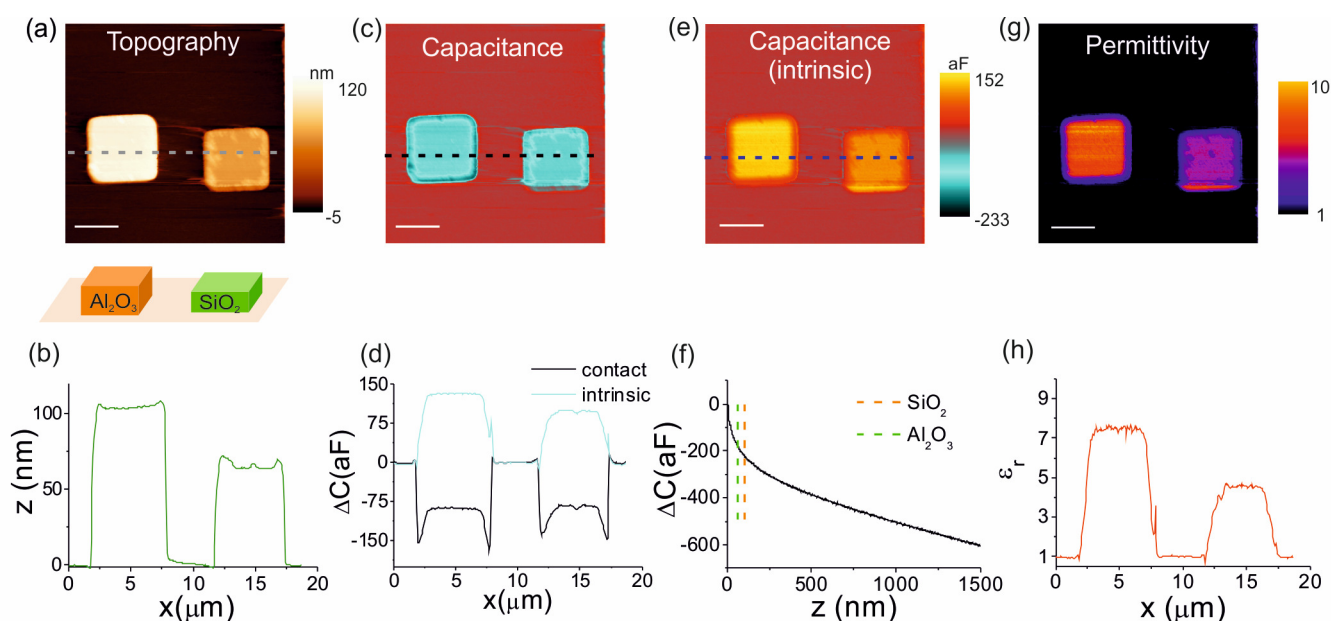 (a)
Topography
nm
120
-5
(c)
Capacitance
(e)
Capacitance
(intrinsic)
aF
152
-233
(g)
Permittivity
10
1
Al₂O₃
SiO₂
(b)
z (nm)
100
50
0
0 5 10 15 20
x(μm)
(d)
contact
intrinsic
ΔC(aF)
150
75
0
-75
-150
0 5 10 15 20
x(μm)
(f)
SiO₂
Al₂O₃
ΔC(aF)
0
-200
-400
-600
0 500 1000 1500
z (nm)
(h)
εr
9
7
5
3
1
0 5 10 15 20
x (μm)